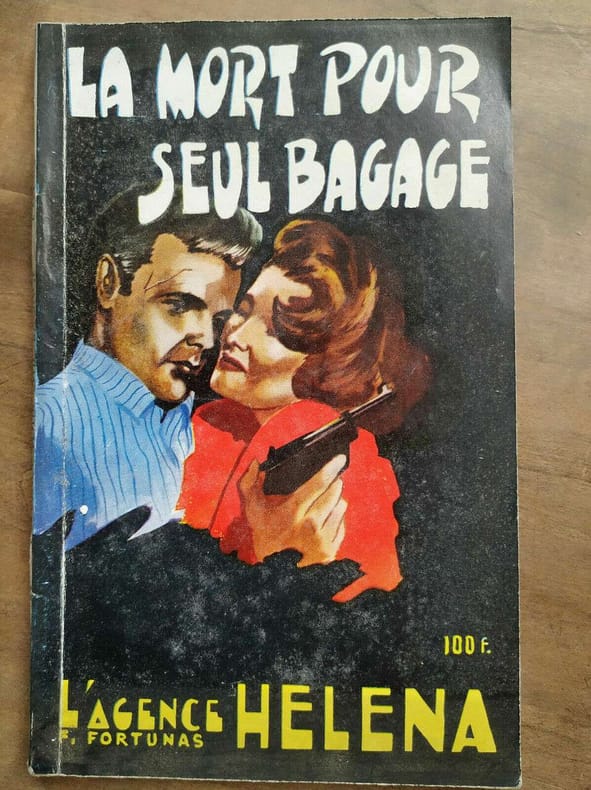 LA MORT POUR
SEUL BAGAGE
100 F.
L'AGENCE HELENA
F. FORTUNAS